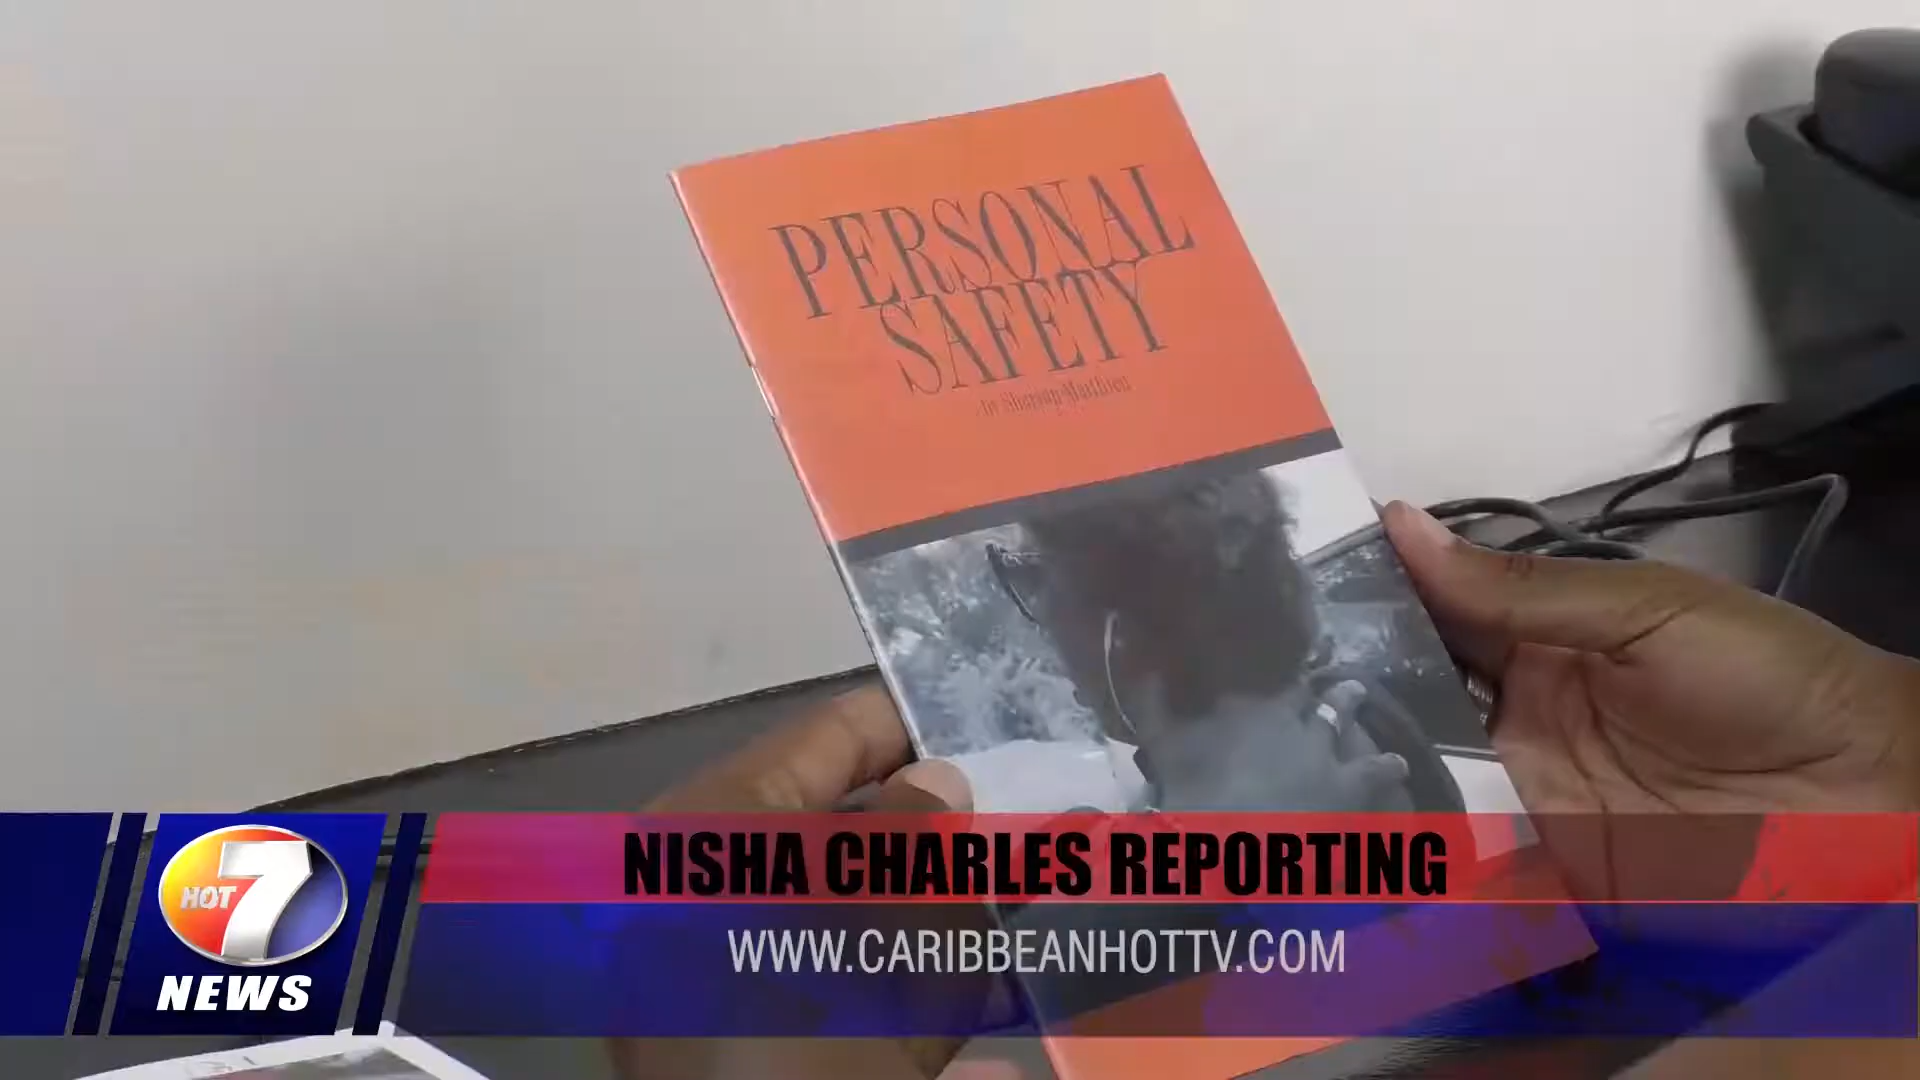 PERSONAL
SAFETY
NISHA CHARLES REPORTING
WWW.CARIBBEANHOTTV.COM
HOT 7
NEWS